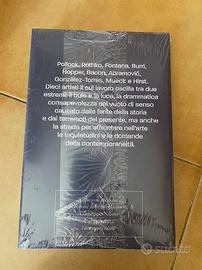 Pollock, Rothko, Fontana, Burri,
Hopper, Bacon, Abramović,
González-Torres, Mueck e Hirst.
Dieci artisti il cui lavoro oscilla tra due
estremi: il buio e la luce, la drammatica
consapevolezza del vuoto di senso
causato dalle ferite della storia
e dai tormenti del presente, ma anche
la strada per affrontare nell'arte
le inquietudini e le domande
della contemporaneità.
Subito